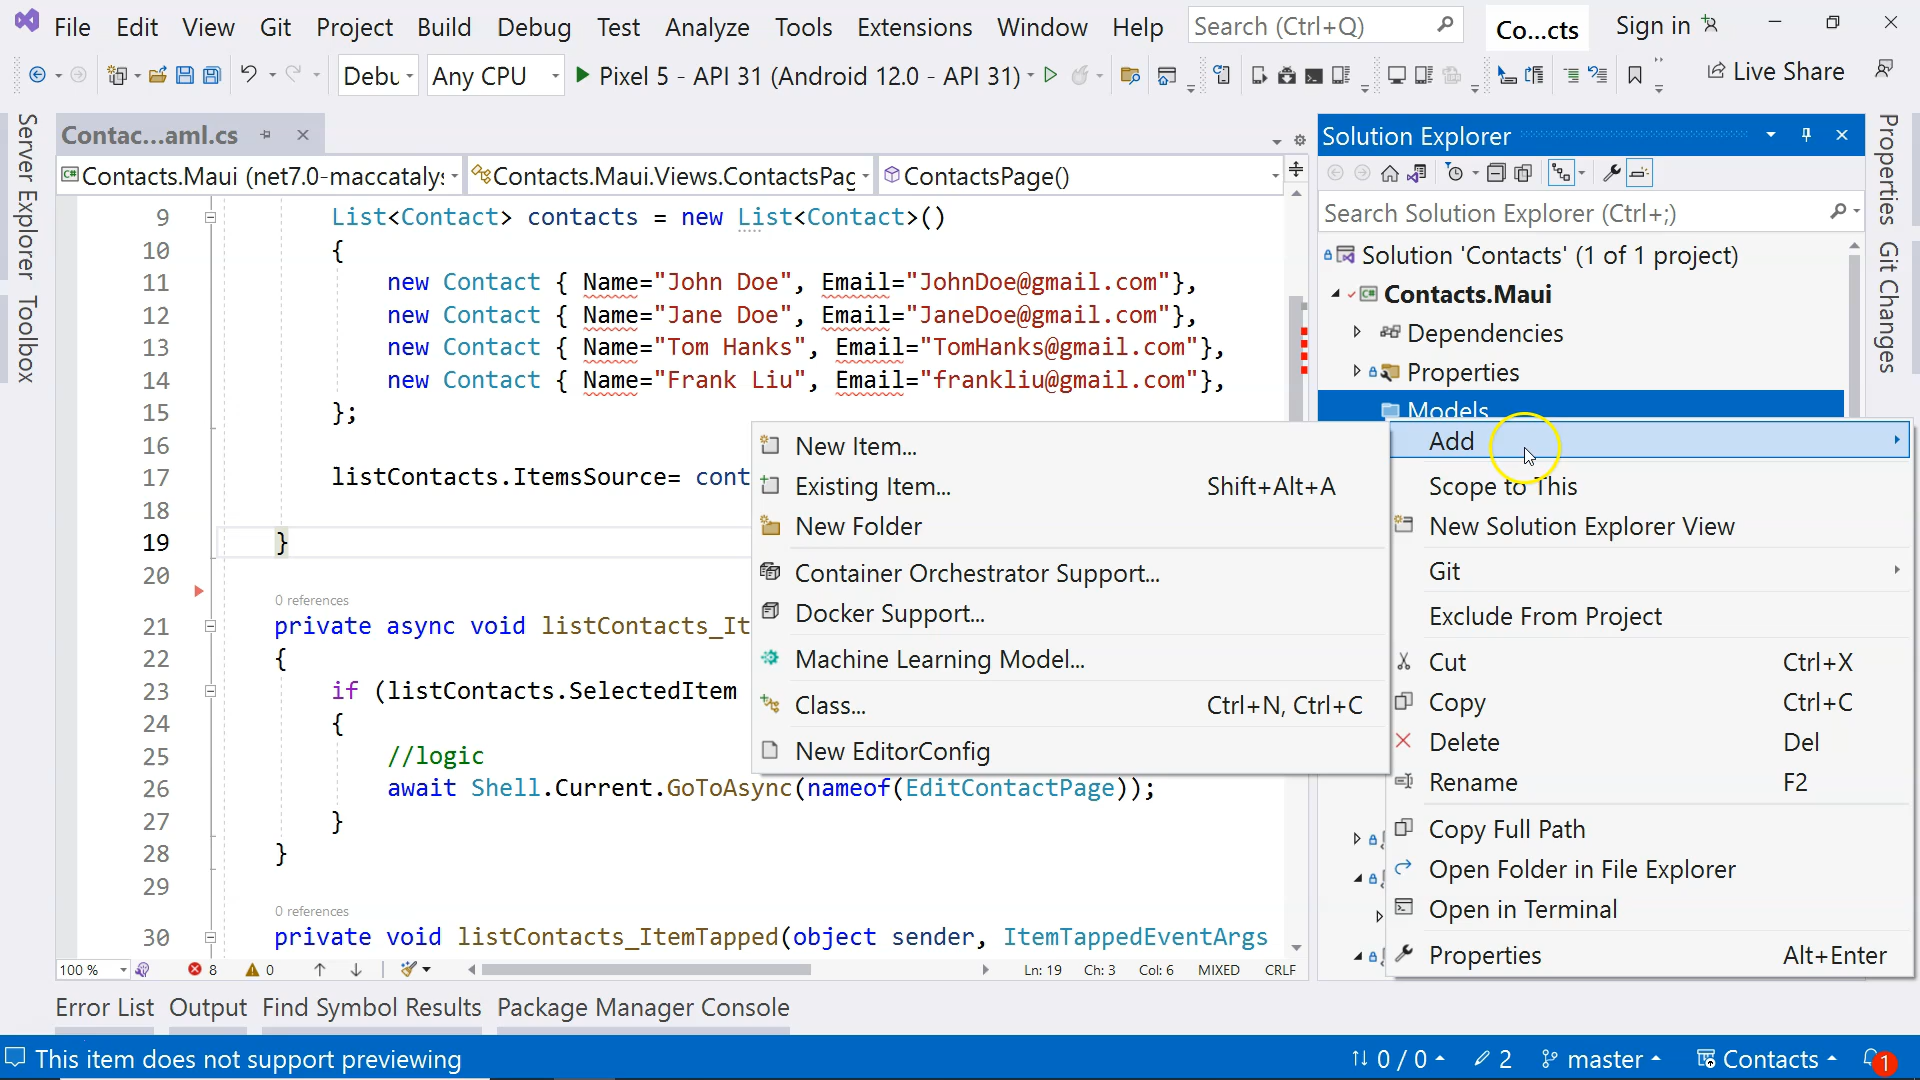 File Edit View Git Project Build Debug Test Analyze Tools Extensions Window Help Search (Ctrl+Q) Co...cts Sign in
Debu Any CPU Pixel 5 - API 31 (Android 12.0 - API 31) Live Share
Server Explorer
Toolbox
Contac...aml.cs
Contacts.Maui (net7.0-maccataly Contacts.Maui.Views.ContactsPag ContactsPage()
9 List<Contact> contacts = new List<Contact>()
10 {
11 new Contact { Name="John Doe", Email="JohnDoe@gmail.com"},
12 new Contact { Name="Jane Doe", Email="JaneDoe@gmail.com"},
13 new Contact { Name="Tom Hanks", Email="TomHanks@gmail.com"},
14 new Contact { Name="Frank Liu", Email="frankliu@gmail.com"},
15 };
16
17 listContacts.ItemsSource= cont
18
19 }
20
0 references
21 private async void listContacts_It
22 {
23 if (listContacts.SelectedItem
24 {
25 //logic
26 await Shell.Current.GoToAsync(nameof(EditContactPage));
27 }
28 }
29
0 references
30 private void listContacts_ItemTapped(object sender, ItemTappedEventArgs
100 % 8 0 Ln: 19 Ch: 3 Col: 6 MIXED CRLF
New Item...
Existing Item... Shift+Alt+A
New Folder
Container Orchestrator Support...
Docker Support...
Machine Learning Model...
Class... Ctrl+N, Ctrl+C
New EditorConfig
Solution Explorer
Search Solution Explorer (Ctrl+;)
Solution 'Contacts' (1 of 1 project)
Contacts.Maui
Dependencies
Properties
Models
Add
Scope to This
New Solution Explorer View
Git
Exclude From Project
Cut Ctrl+X
Copy Ctrl+C
Delete Del
Rename F2
Copy Full Path
Open Folder in File Explorer
Open in Terminal
Properties Alt+Enter
Properties
Git Changes
Error List Output Find Symbol Results Package Manager Console
This item does not support previewing 0 / 0 2 master Contacts 1